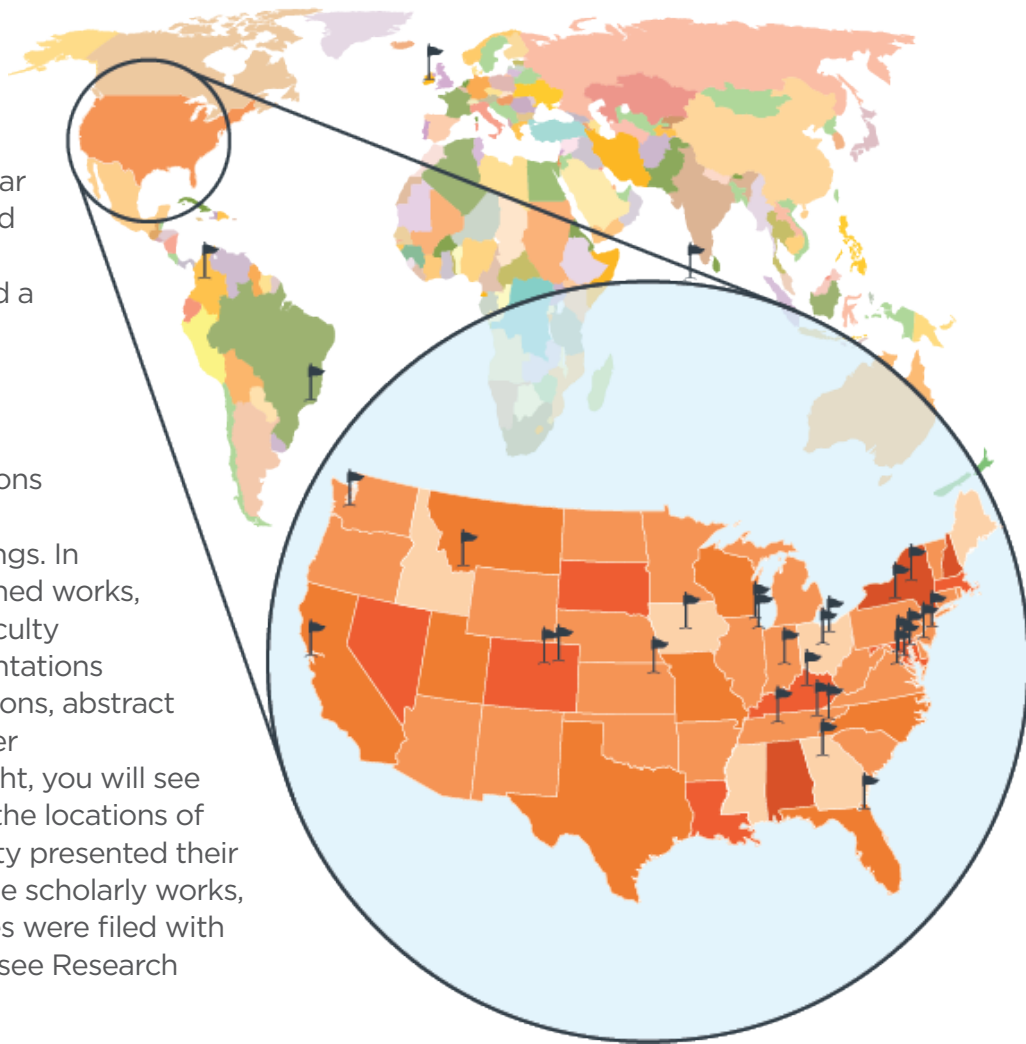 ar
d
d a
ons
ngs. In
ned works,
culty
ntations
ons, abstract
er
ht, you will see
the locations of
ty presented their
e scholarly works,
s were filed with
see Research